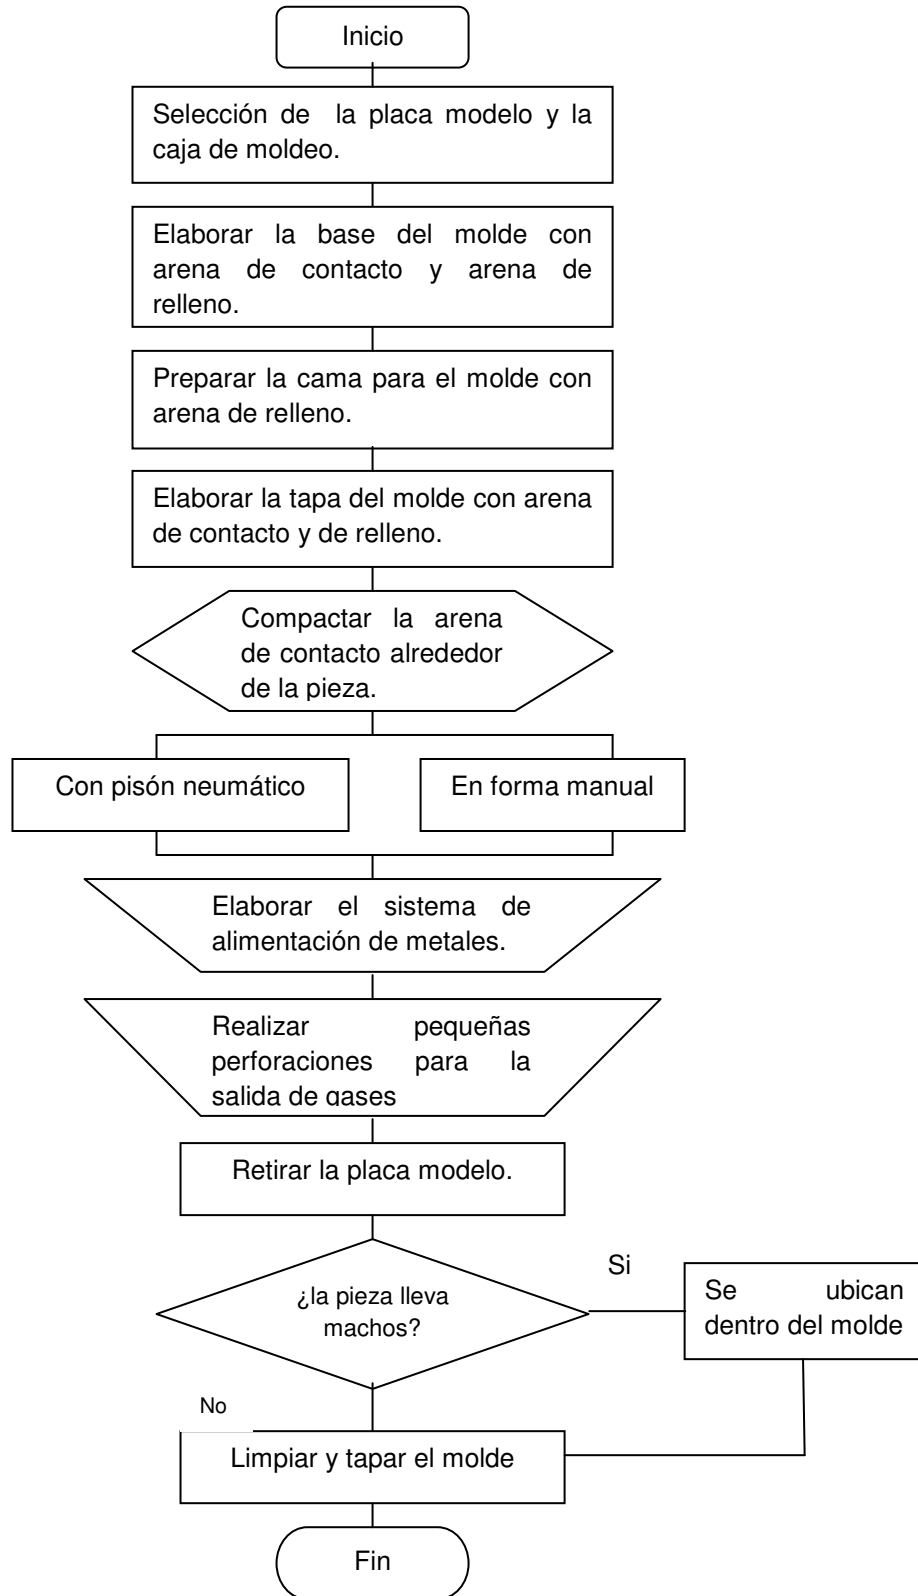 Inicio
Selección de la placa modelo y la
caja de moldeo.
Elaborar la base del molde con
arena de contacto y arena de
relleno.
Preparar la cama para el molde con
arena de relleno.
Elaborar la tapa del molde con arena
de contacto y de relleno.
Compactar la arena
de contacto alrededor
de la pieza.
Con pisón neumático
En forma manual
Elaborar el sistema de
alimentación de metales.
Realizar pequeñas
perforaciones para la
salida de gases
Retirar la placa modelo.
¿la pieza lleva
machos?
Si
Se ubican
dentro del molde
No
Limpiar y tapar el molde
Fin